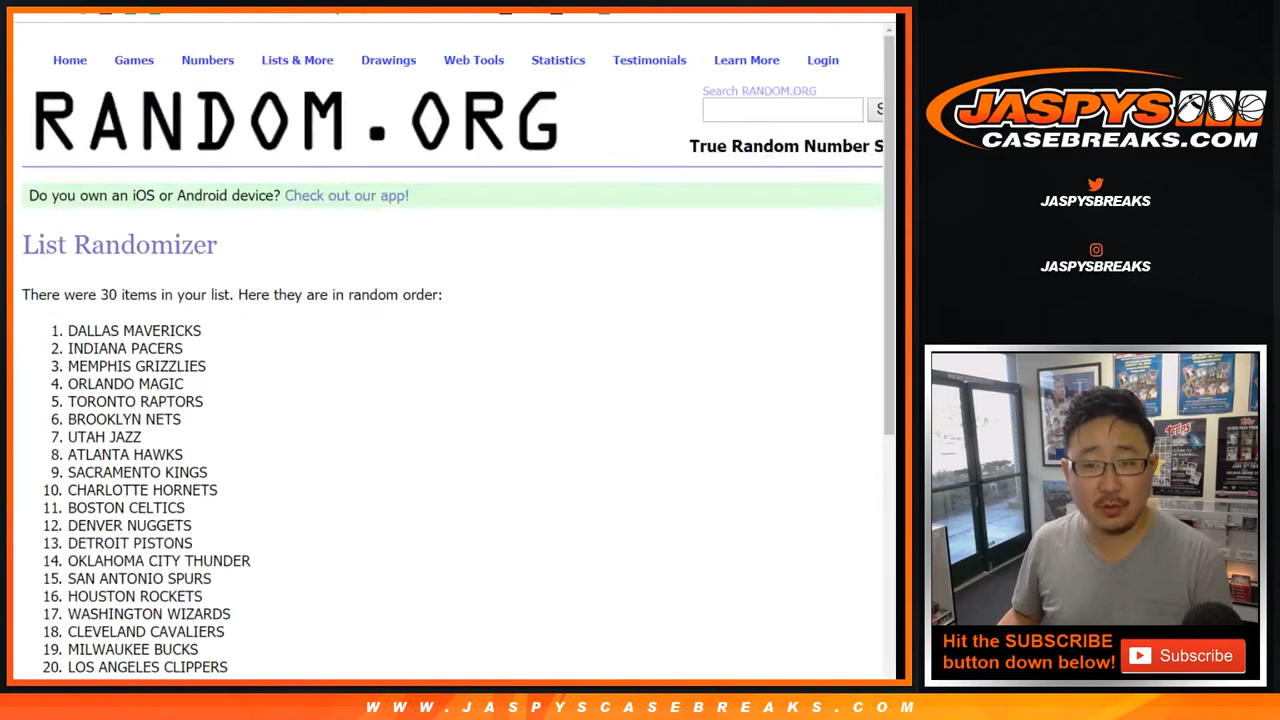 Home Games Numbers Lists & More Drawings Web Tools Statistics Testimonials Learn More Login
RANDOM.ORG
Search RANDOM.ORG
S
True Random Number S
Do you own an iOS or Android device? Check out our app!
List Randomizer
There were 30 items in your list. Here they are in random order:
1. DALLAS MAVERICKS
2. INDIANA PACERS
3. MEMPHIS GRIZZLIES
4. ORLANDO MAGIC
5. TORONTO RAPTORS
6. BROOKLYN NETS
7. UTAH JAZZ
8. ATLANTA HAWKS
9. SACRAMENTO KINGS
10. CHARLOTTE HORNETS
11. BOSTON CELTICS
12. DENVER NUGGETS
13. DETROIT PISTONS
14. OKLAHOMA CITY THUNDER
15. SAN ANTONIO SPURS
16. HOUSTON ROCKETS
17. WASHINGTON WIZARDS
18. CLEVELAND CAVALIERS
19. MILWAUKEE BUCKS
20. LOS ANGELES CLIPPERS
JASPYS
CASEBREAKS.COM
JASPYSBREAKS
JASPYSBREAKS
topps
Hit the SUBSCRIBE
button down below!
Subscribe
WWW.JASPYSCASEBREAKS.COM